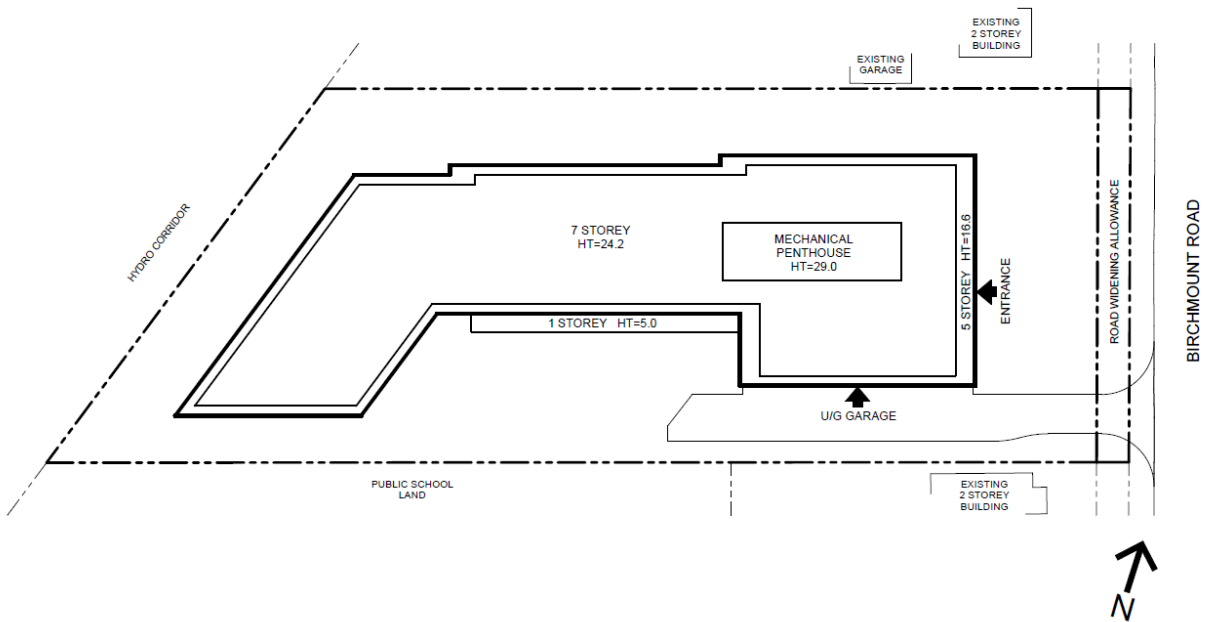 EXISTING
2 STOREY
BUILDING
EXISTING
GARAGE
HYDRO CORRIDOR
7 STOREY
HT=24.2
MECHANICAL
PENTHOUSE
HT=29.0
5 STOREY   HT=16.6
ENTRANCE
ROAD WIDENING ALLOWANCE
BIRCHMOUNT ROAD
1 STOREY   HT=5.0
U/G GARAGE
PUBLIC SCHOOL
LAND
EXISTING
2 STOREY
BUILDING
N